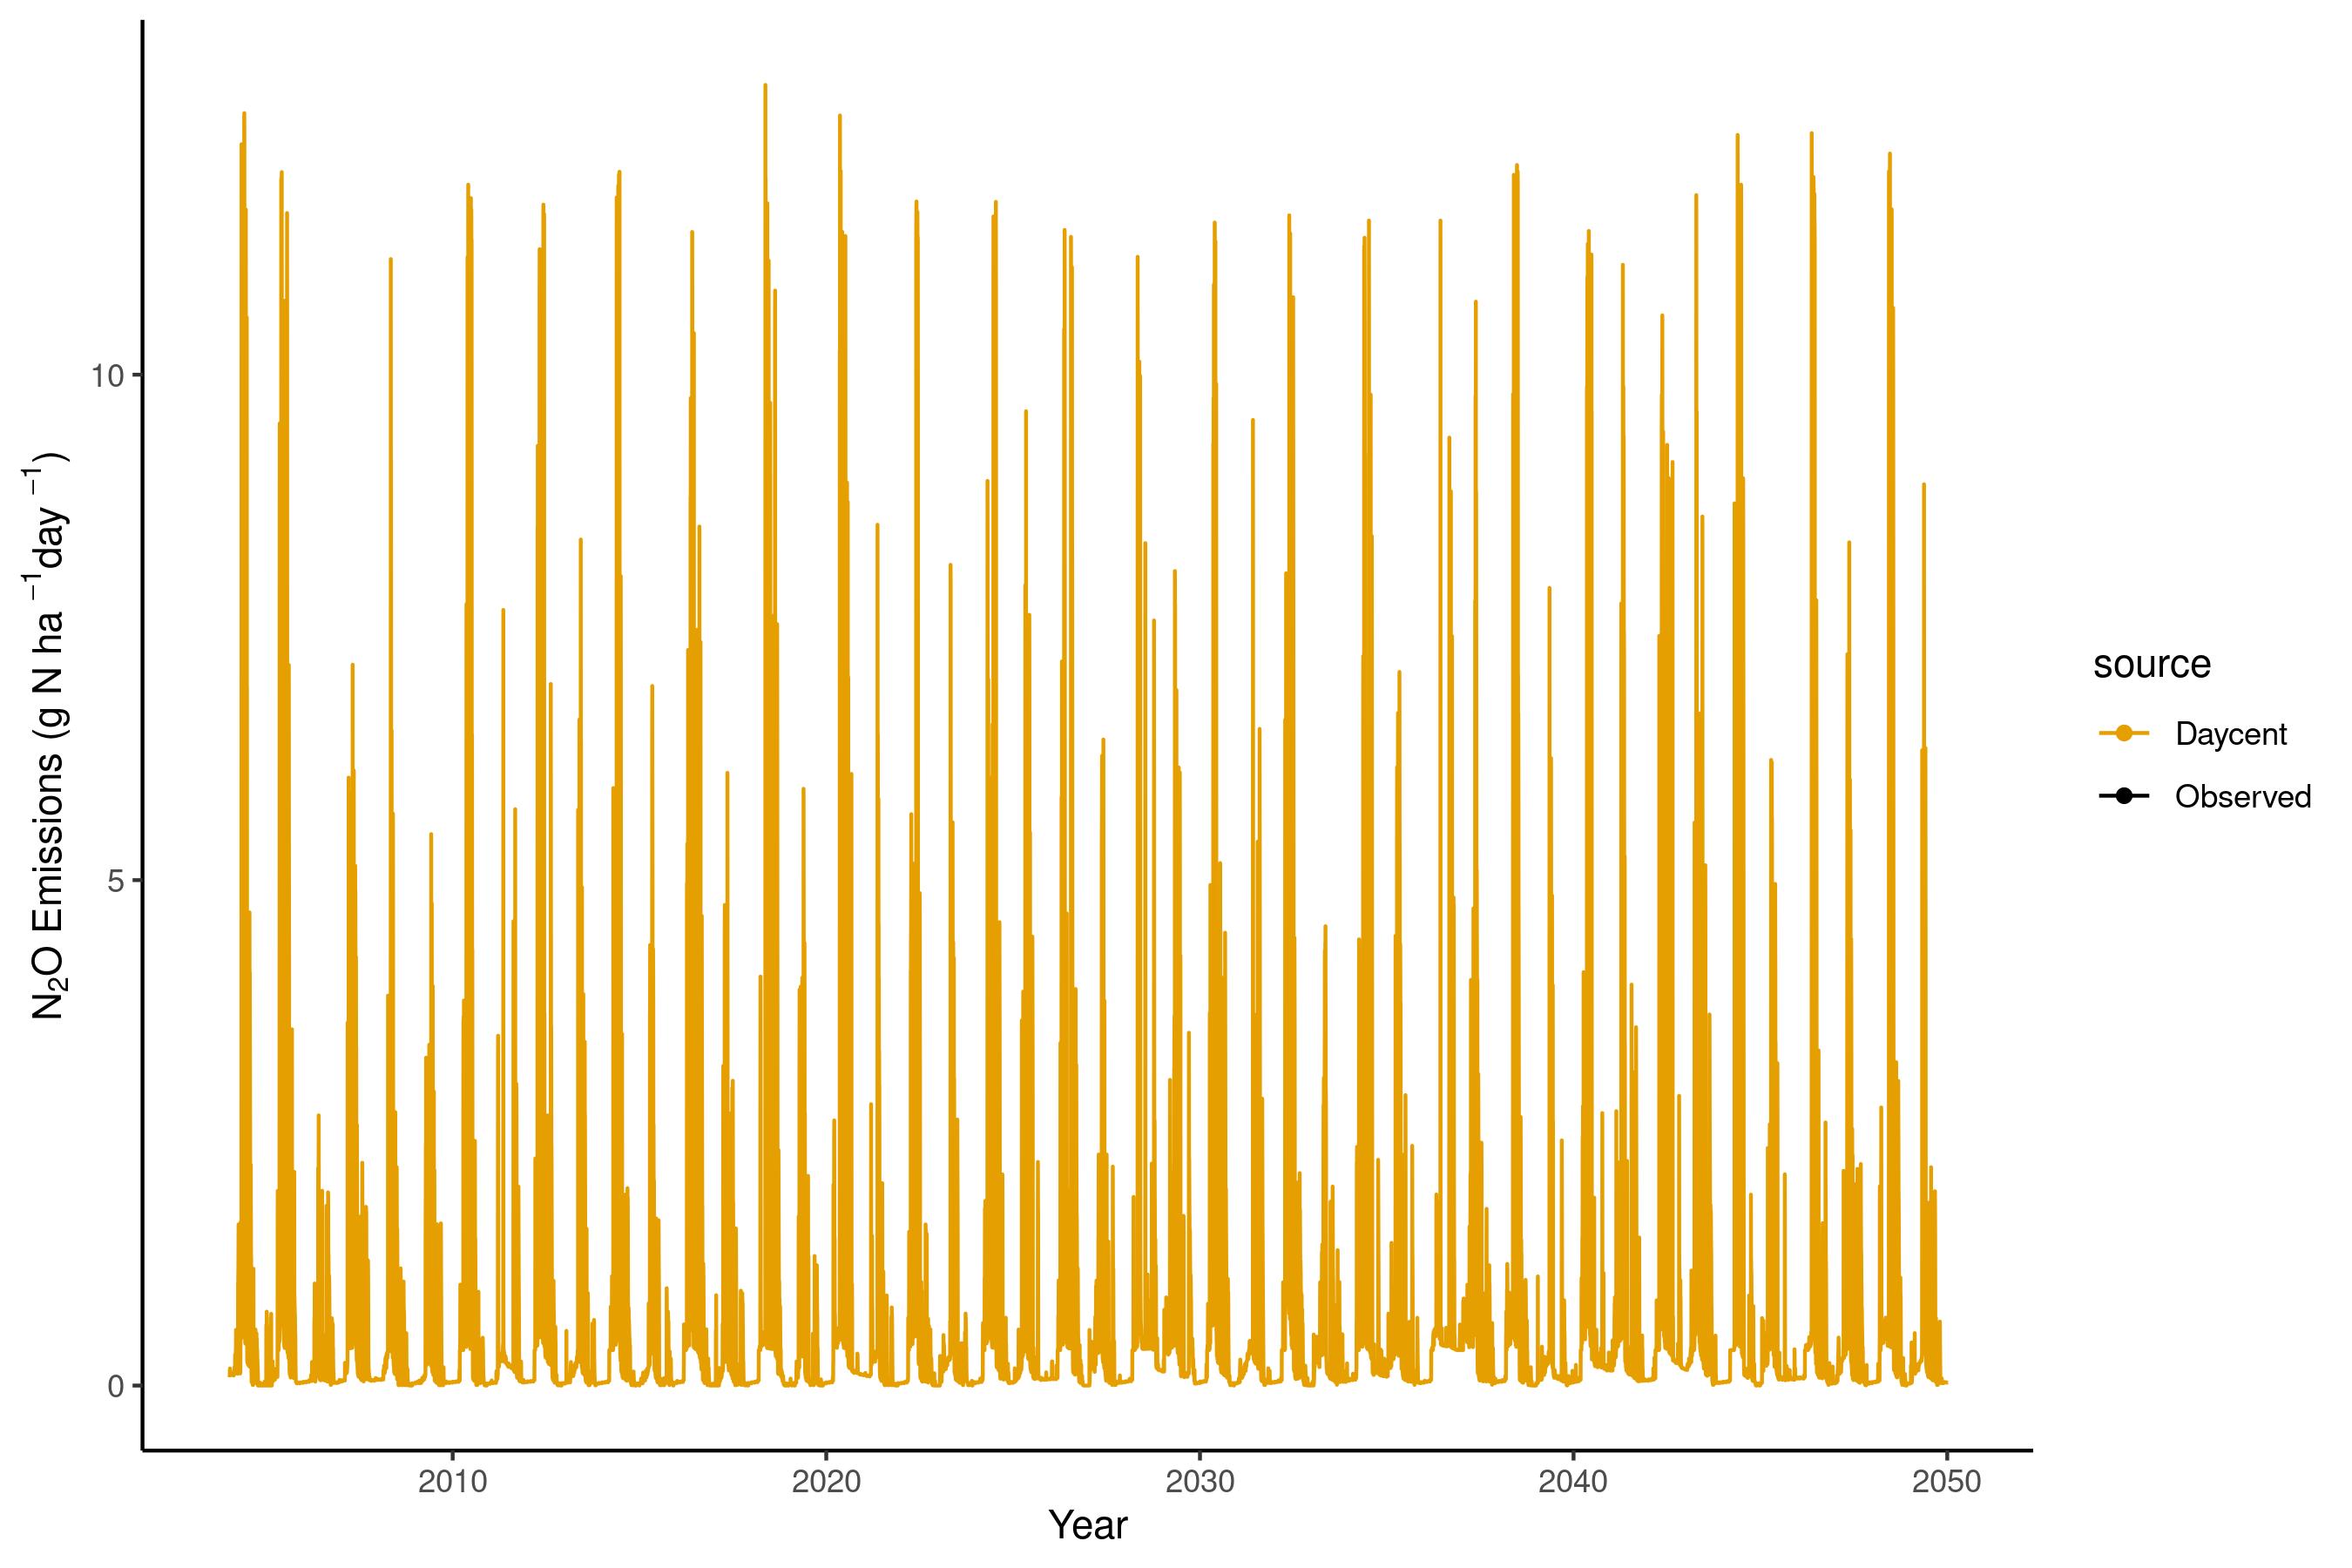 10
5
0
N₂O Emissions (g N ha ⁻¹day ⁻¹)
2010 2020 2030 2040 2050
Year
source
Daycent
Observed